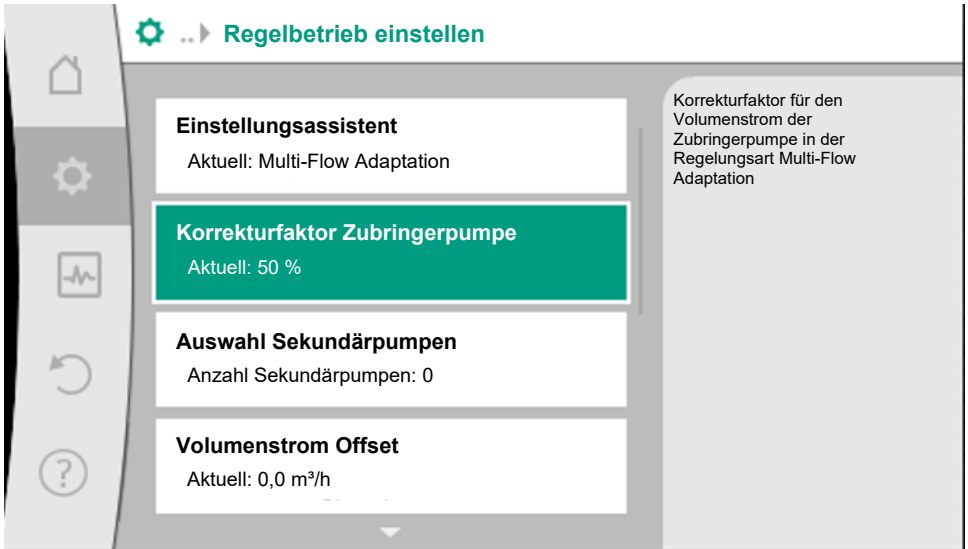 .. Regelbetrieb einstellen
Einstellungsassistent
Aktuell: Multi-Flow Adaptation
Korrekturfaktor Zubringerpumpe
Aktuell: 50 %
Auswahl Sekundärpumpen
Anzahl Sekundärpumpen: 0
Volumenstrom Offset
Aktuell: 0,0 m³/h
?
Korrekturfaktor für den
Volumenstrom der
Zubringerpumpe in der
Regelungsart Multi-Flow
Adaptation